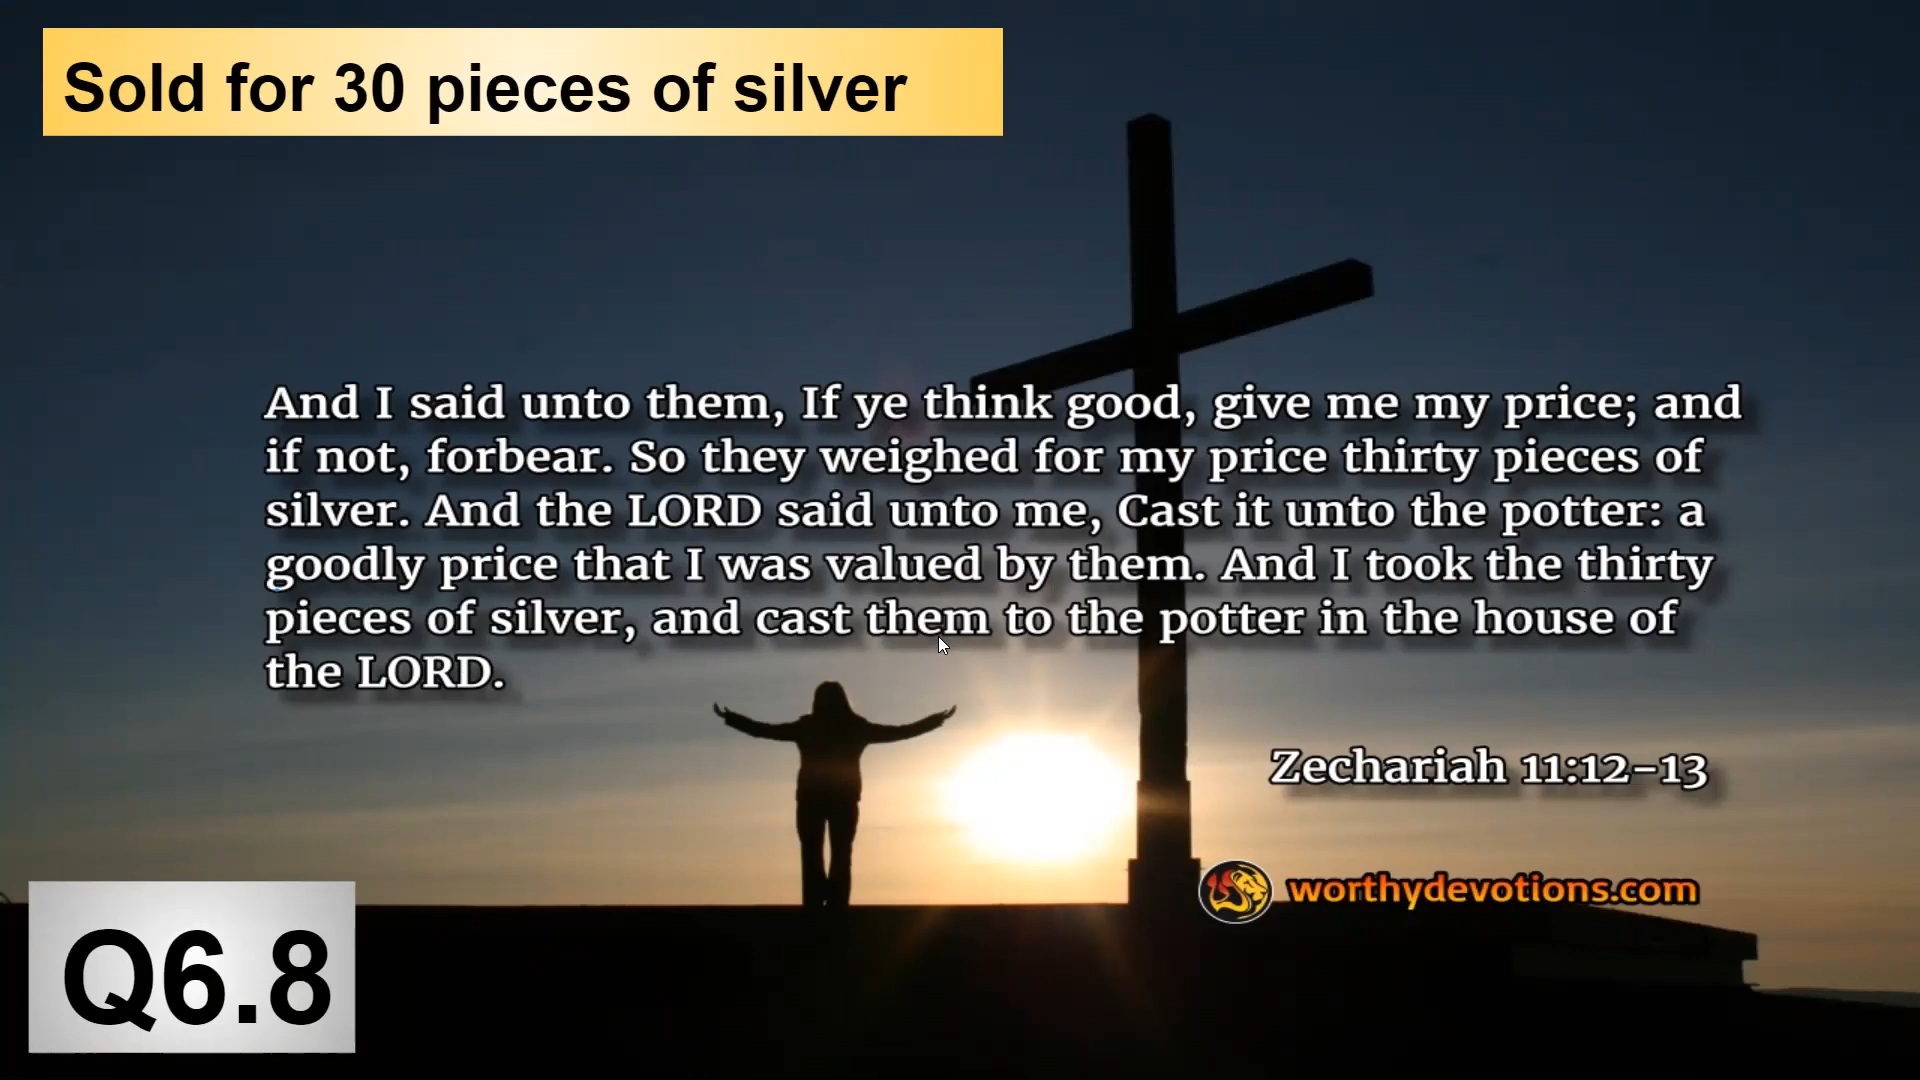 Sold for 30 pieces of silver
And I said unto them, If ye think good, give me my price; and
if not, forbear. So they weighed for my price thirty pieces of
silver. And the LORD said unto me, Cast it unto the potter: a
goodly price that I was valued by them. And I took the thirty
pieces of silver, and cast them to the potter in the house of
the LORD.
Zechariah 11:12–13
worthydevotions.com
Q6.8